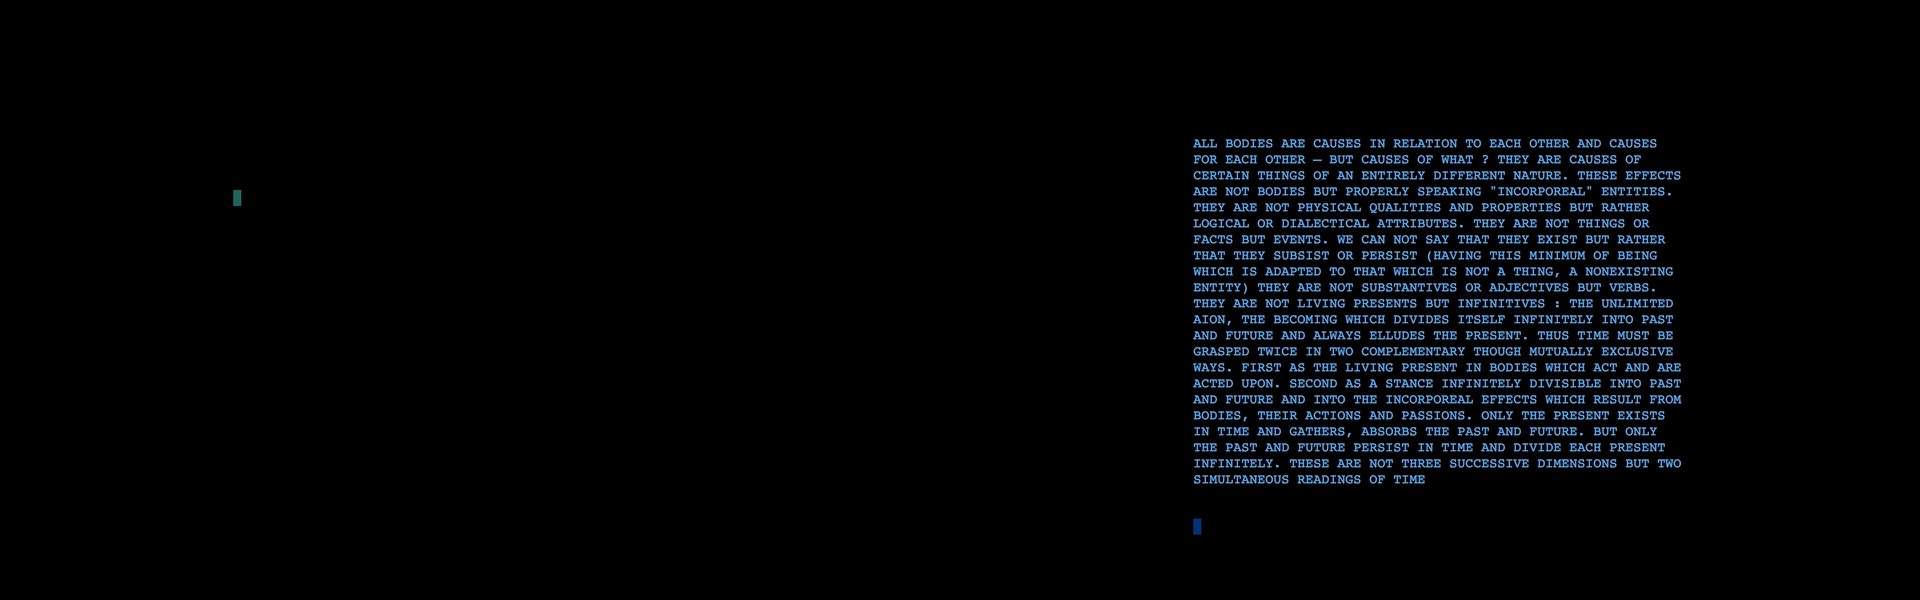 ALL BODIES ARE CAUSES IN RELATION TO EACH OTHER AND CAUSES
FOR EACH OTHER — BUT CAUSES OF WHAT ? THEY ARE CAUSES OF
CERTAIN THINGS OF AN ENTIRELY DIFFERENT NATURE. THESE EFFECTS
ARE NOT BODIES BUT PROPERLY SPEAKING "INCORPOREAL" ENTITIES.
THEY ARE NOT PHYSICAL QUALITIES AND PROPERTIES BUT RATHER
LOGICAL OR DIALECTICAL ATTRIBUTES. THEY ARE NOT THINGS OR
FACTS BUT EVENTS. WE CAN NOT SAY THAT THEY EXIST BUT RATHER
THAT THEY SUBSIST OR PERSIST (HAVING THIS MINIMUM OF BEING
WHICH IS ADAPTED TO THAT WHICH IS NOT A THING, A NONEXISTING
ENTITY) THEY ARE NOT SUBSTANTIVES OR ADJECTIVES BUT VERBS.
THEY ARE NOT LIVING PRESENTS BUT INFINITIVES : THE UNLIMITED
AION, THE BECOMING WHICH DIVIDES ITSELF INFINITELY INTO PAST
AND FUTURE AND ALWAYS ELLUDES THE PRESENT. THUS TIME MUST BE
GRASPED TWICE IN TWO COMPLEMENTARY THOUGH MUTUALLY EXCLUSIVE
WAYS. FIRST AS THE LIVING PRESENT IN BODIES WHICH ACT AND ARE
ACTED UPON. SECOND AS A STANCE INFINITELY DIVISIBLE INTO PAST
AND FUTURE AND INTO THE INCORPOREAL EFFECTS WHICH RESULT FROM
BODIES, THEIR ACTIONS AND PASSIONS. ONLY THE PRESENT EXISTS
IN TIME AND GATHERS, ABSORBS THE PAST AND FUTURE. BUT ONLY
THE PAST AND FUTURE PERSIST IN TIME AND DIVIDE EACH PRESENT
INFINITELY. THESE ARE NOT THREE SUCCESSIVE DIMENSIONS BUT TWO
SIMULTANEOUS READINGS OF TIME